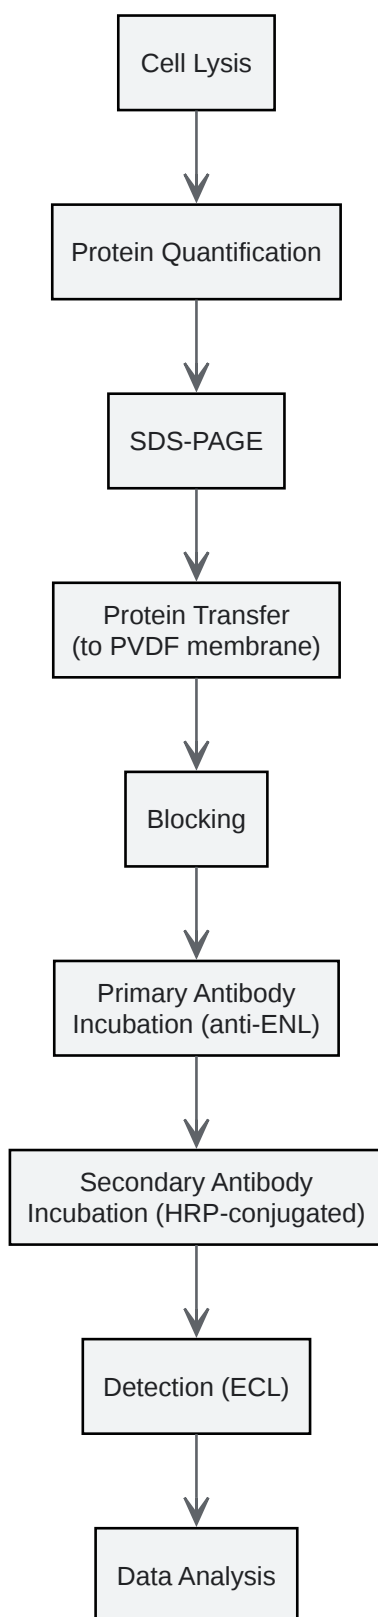 Cell Lysis
Protein Quantification
SDS-PAGE
Protein Transfer
(to PVDF membrane)
Blocking
Primary Antibody
Incubation (anti-ENL)
Secondary Antibody
Incubation (HRP-conjugated)
Detection (ECL)
Data Analysis